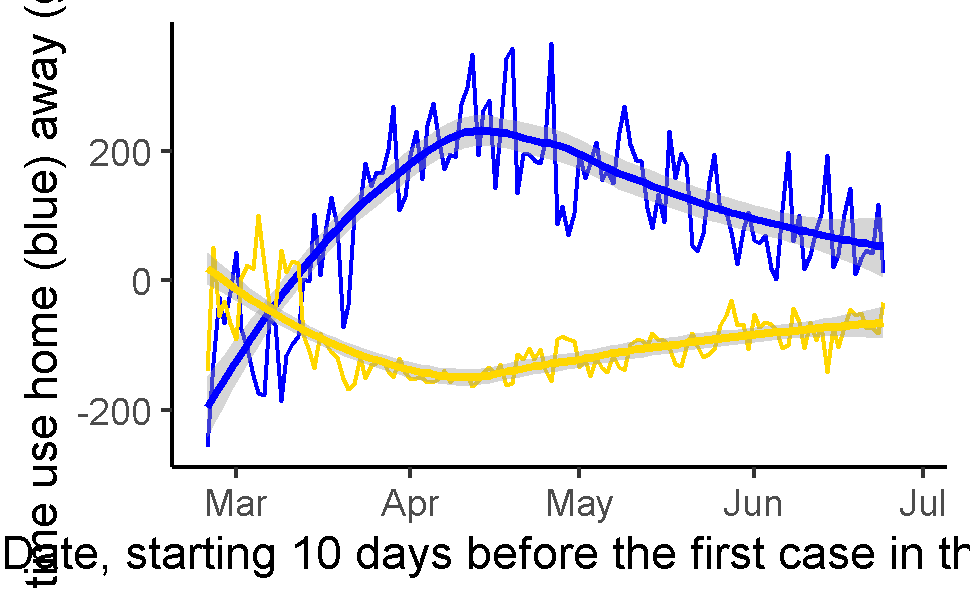 time use home (blue) away (
200
0
-200
Mar Apr May Jun Jul
Date, starting 10 days before the first case in th